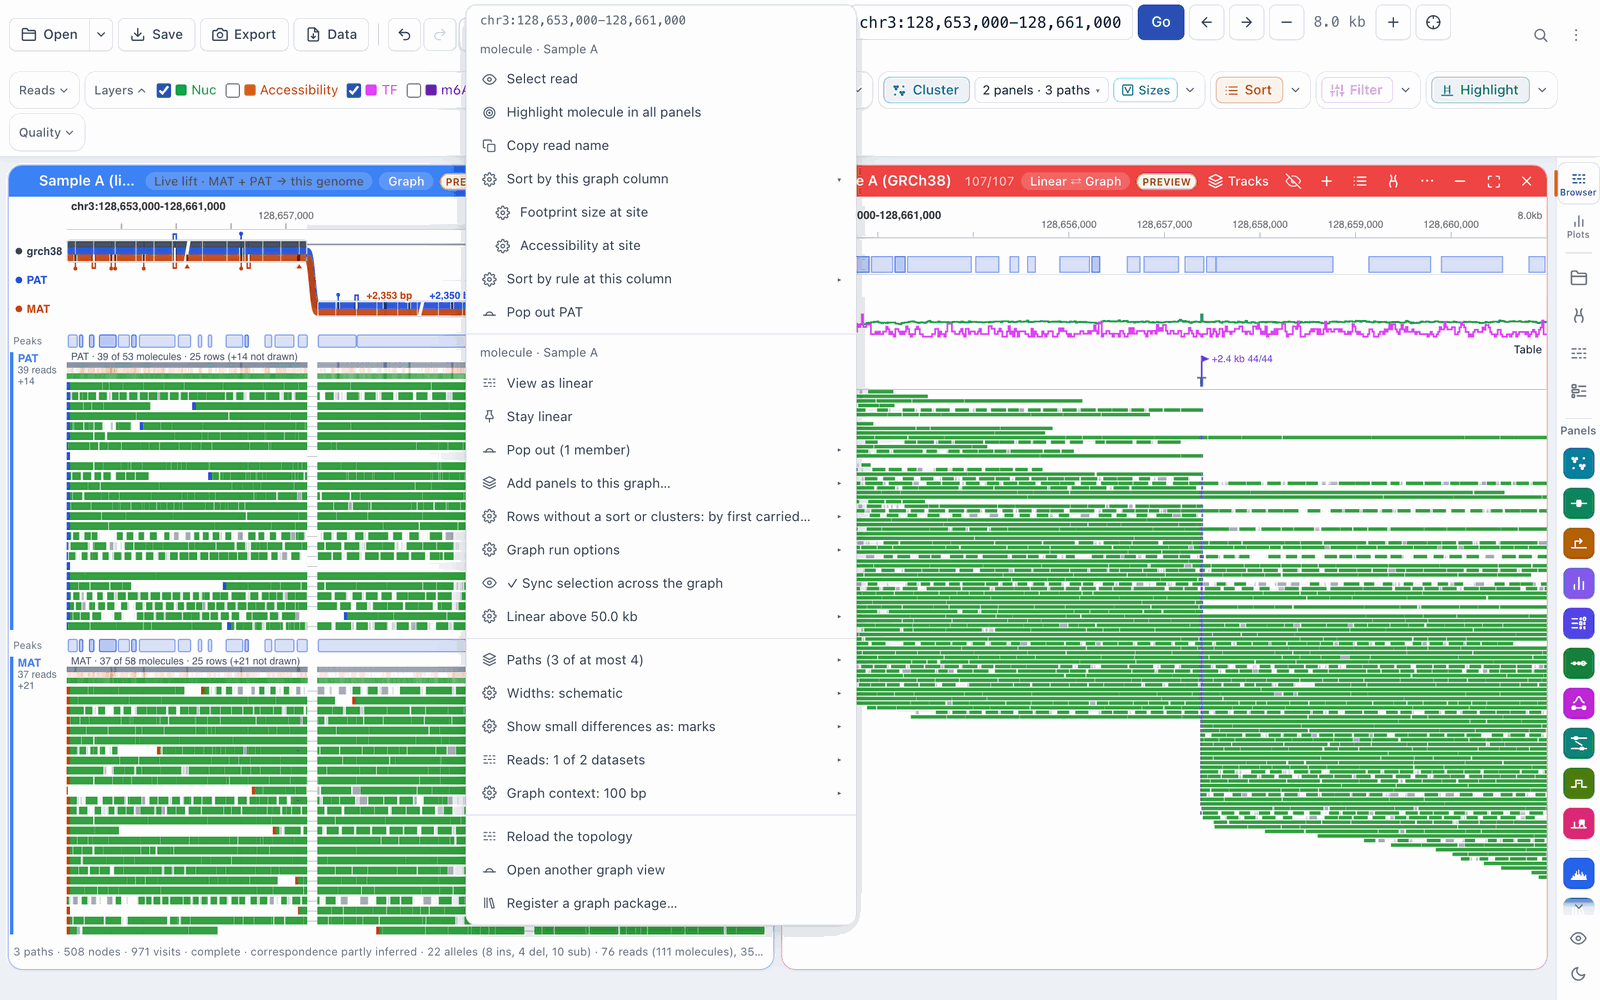 Open
Save
Export
Data
chr3:128,653,000–128,661,000
Go
8.0 kb
Reads
Layers
Nuc
Accessibility
TF
m6A
Cluster
2 panels · 3 paths
Sizes
Sort
Filter
Highlight
Quality
chr3:128,653,000–128,661,000
molecule · Sample A
Select read
Highlight molecule in all panels
Copy read name
Sort by this graph column
Footprint size at site
Accessibility at site
Sort by rule at this column
Pop out PAT
molecule · Sample A
View as linear
Stay linear
Pop out (1 member)
Add panels to this graph...
Rows without a sort or clusters: by first carried...
Graph run options
✓ Sync selection across the graph
Linear above 50.0 kb
Paths (3 of at most 4)
Widths: schematic
Show small differences as: marks
Reads: 1 of 2 datasets
Graph context: 100 bp
Reload the topology
Open another graph view
Register a graph package...
Sample A (li...
Live lift · MAT + PAT → this genome
Graph
PRE
chr3:128,653,000-128,661,000
128,657,000
grch38
PAT
MAT
+2,353 bp
+2,350 b
Peaks
PAT
39 reads
+14
PAT · 39 of 53 molecules · 25 rows (+14 not drawn)
Peaks
MAT
37 reads
+21
MAT · 37 of 58 molecules · 25 rows (+21 not drawn)
3 paths · 508 nodes · 971 visits · complete · correspondence partly inferred · 22 alleles (8 ins, 4 del, 10 sub) · 76 reads (111 molecules), 35...
e A (GRCh38)
107/107
Linear ⇌ Graph
PREVIEW
Tracks
000-128,661,000
8.0kb
128,656,000
128,657,000
128,658,000
128,659,000
128,660,000
Table
+2.4 kb 44/44
Browser
Plots
Panels